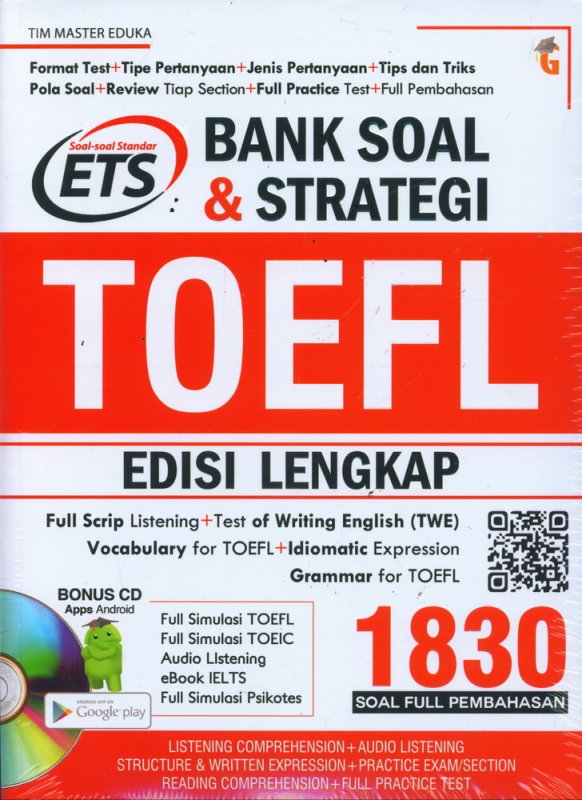 TIM MASTER EDUKA
G
Format Test+Tipe Pertanyaan+Jenis Pertanyaan+Tips dan Triks
Pola Soal+Review Tiap Section+Full Practice Test+Full Pembahasan
Soal-soal Standar
ETS
BANK SOAL
& STRATEGI
TOEFL
EDISI LENGKAP
Full Scrip Listening+Test of Writing English (TWE)
Vocabulary for TOEFL+Idiomatic Expression
Grammar for TOEFL
BONUS CD
Apps Android
Full Simulasi TOEFL
Full Simulasi TOEIC
Audio LIstening
eBook IELTS
Full Simulasi Psikotes
ANDROID APP ON
Google play
1830
SOAL FULL PEMBAHASAN
LISTENING COMPREHENSION+AUDIO LISTENING
STRUCTURE & WRITTEN EXPRESSION+PRACTICE EXAM/SECTION
READING COMPREHENSION+FULL PRACTICE TEST